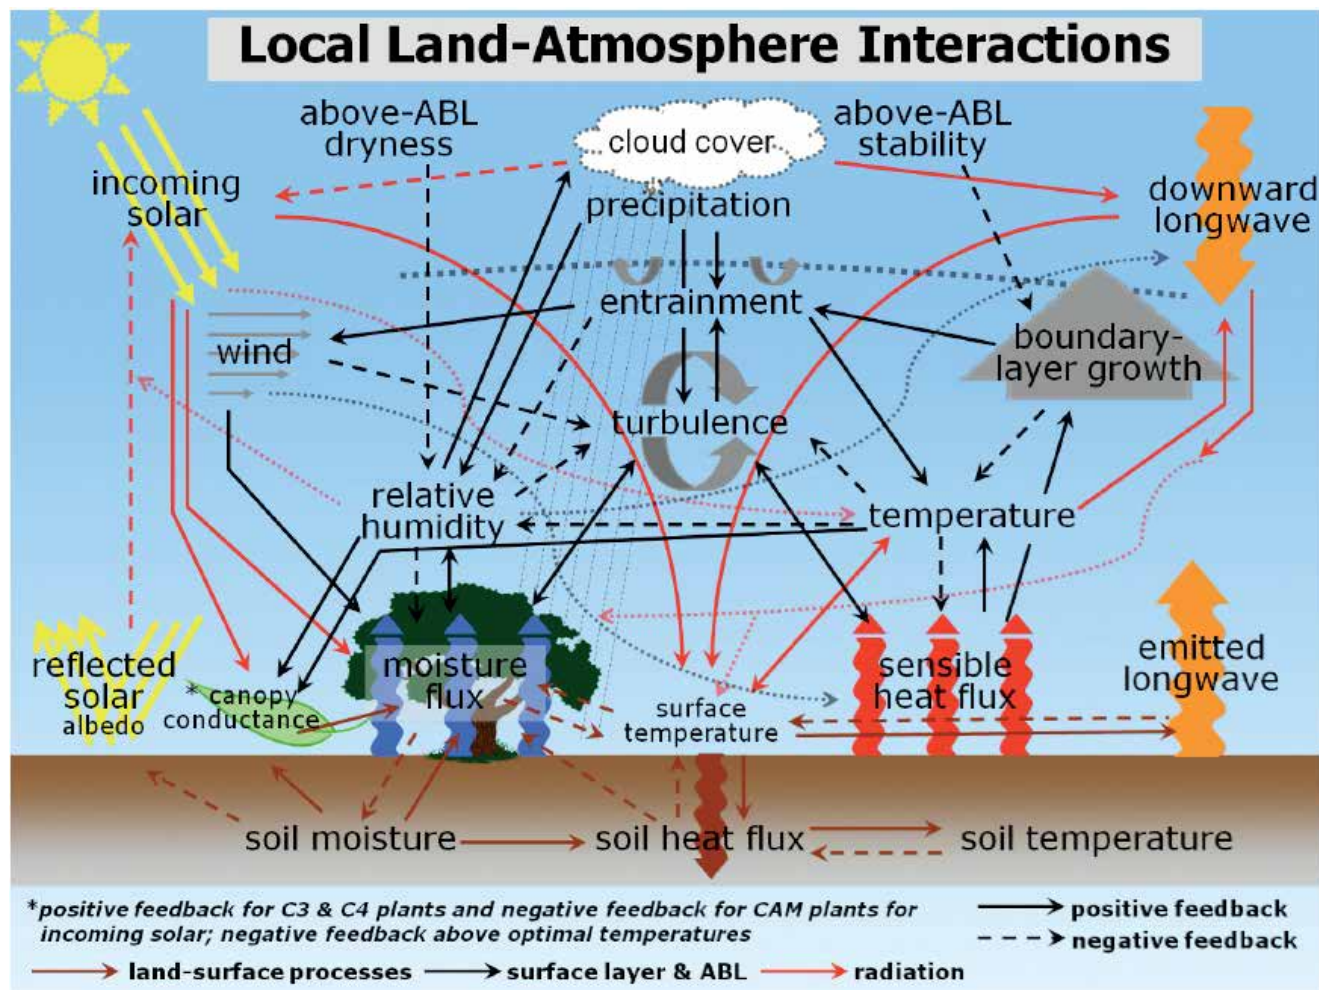 Local Land-Atmosphere Interactions
above-ABL
dryness
cloud cover
above-ABL
stability
incoming
solar
precipitation
downward
longwave
entrainment
wind
boundary-
layer growth
turbulence
relative
humidity
temperature
reflected
solar
albedo
* canopy
conductance
moisture
flux
surface
temperature
sensible
heat flux
emitted
longwave
soil moisture
soil heat flux
soil temperature
*positive feedback for C3 & C4 plants and negative feedback for CAM plants for
incoming solar; negative feedback above optimal temperatures
positive feedback
negative feedback
land-surface processes
surface layer & ABL
radiation